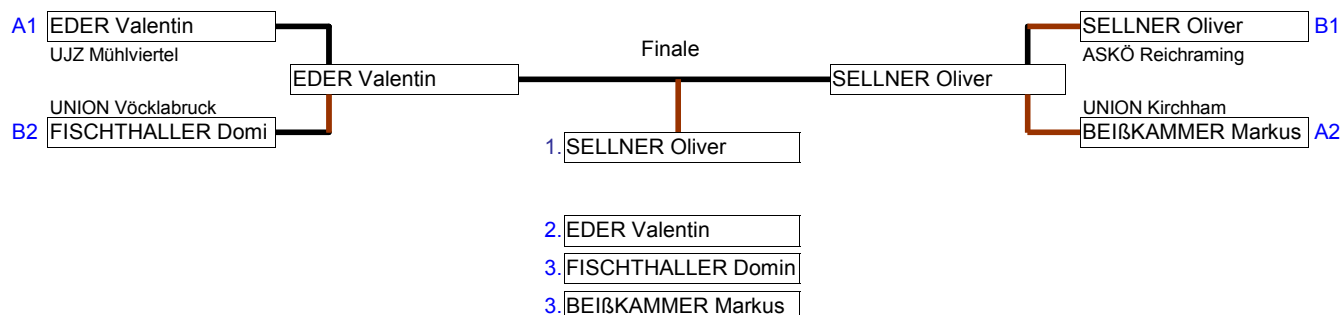 A1 EDER Valentin
UJZ Mühlviertel
EDER Valentin
UNION Vöcklabruck
B2 FISCHTHALLER Domi
Finale
SELLNER Oliver B1
ASKÖ Reichraming
SELLNER Oliver
UNION Kirchham
BEIßKAMMER Markus A2
1. SELLNER Oliver
2. EDER Valentin
3. FISCHTHALLER Domin
3. BEIßKAMMER Markus